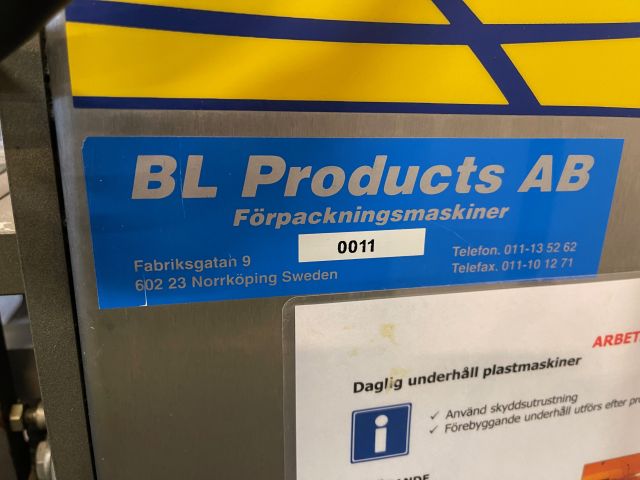 BL Products AB
Förpackningsmaskiner
0011
Fabriksgatan 9
602 23 Norrköping Sweden
Telefon. 011-13 52 62
Telefax. 011-10 12 71
ARBET
Daglig underhåll plastmaskiner
i
✓ Använd skyddsutrustning
✓ Förebyggande underhåll utförs efter pr